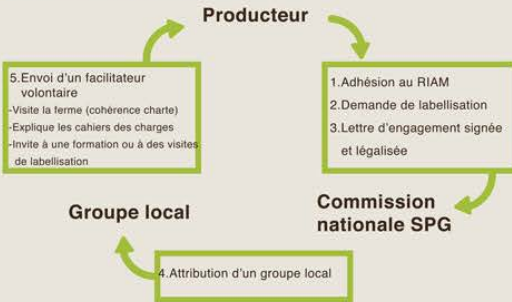 Producteur
1.Adhésion au RIAM
2.Demande de labellisation
3.Lettre d'engagement signée
et légalisée
Commission
nationale SPG
4.Attribution d'un groupe local
Groupe local
5.Envoi d'un facilitateur
volontaire
-Visite la ferme (cohérence charte)
-Explique les cahiers des charges
-Invite à une formation ou à des visites
de labellisation